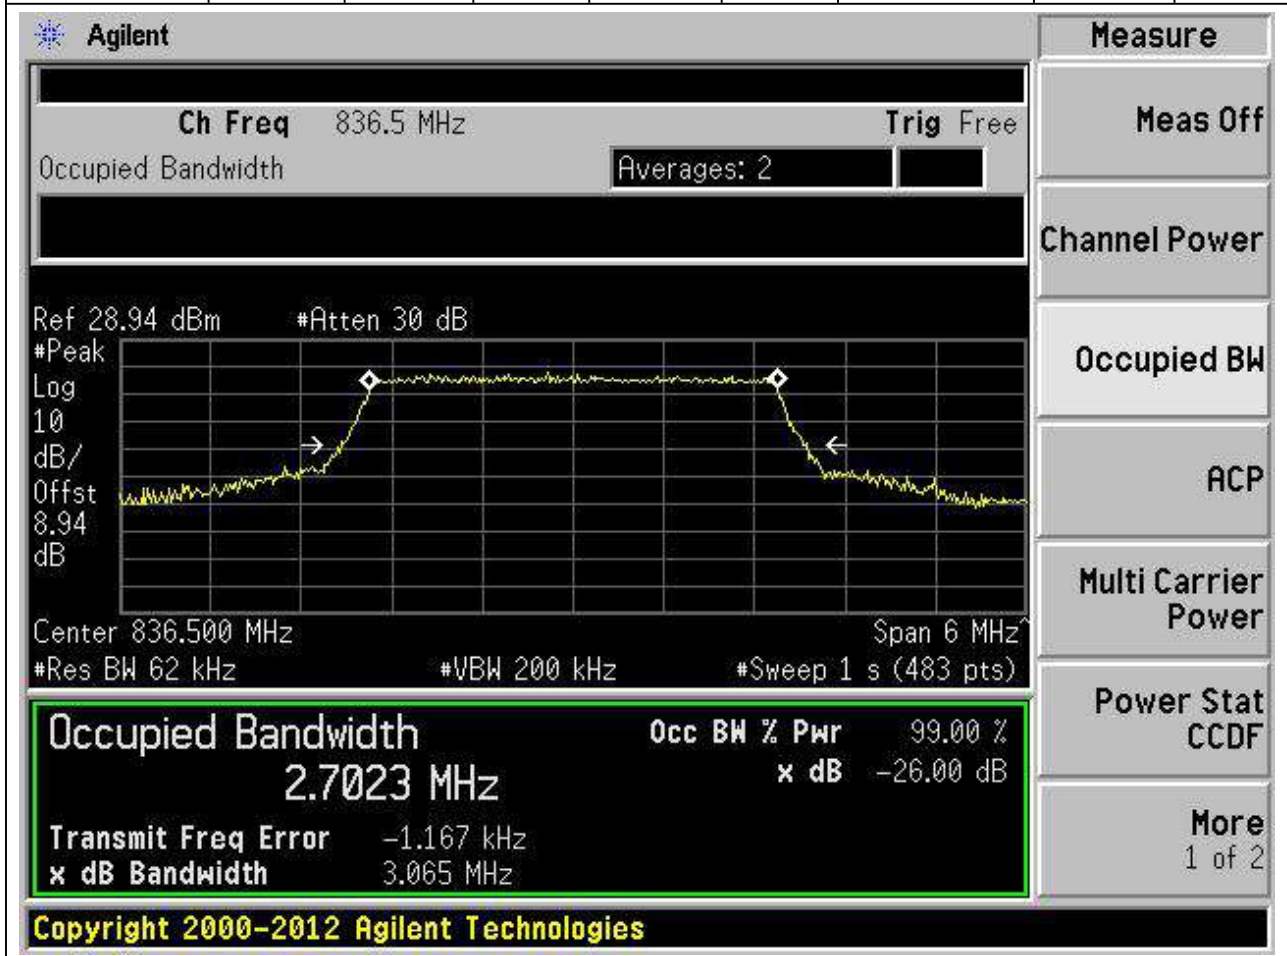 Agilent
Measure
Ch Freq 836.5 MHz Trig Free
Occupied Bandwidth Averages: 2
Ref 28.94 dBm #Atten 30 dB
#Peak
Log
10
dB/
Offst
8.94
dB
Center 836.500 MHz Span 6 MHz^
#Res BW 62 kHz #VBW 200 kHz #Sweep 1 s (483 pts)
Occupied Bandwidth Occ BW % Pwr 99.00 %
2.7023 MHz x dB -26.00 dB
Transmit Freq Error -1.167 kHz
x dB Bandwidth 3.065 MHz
Meas Off
Channel Power
Occupied BW
ACP
Multi Carrier
Power
Power Stat
CCDF
More
1 of 2
Copyright 2000-2012 Agilent Technologies